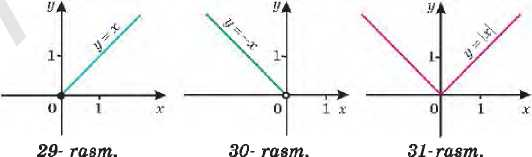 y y y
y = x y = -x y = |x|
1 1 1
0 1 x 0 1 x 0 1 x
29- rasm. 30- rasm. 31- rasm.